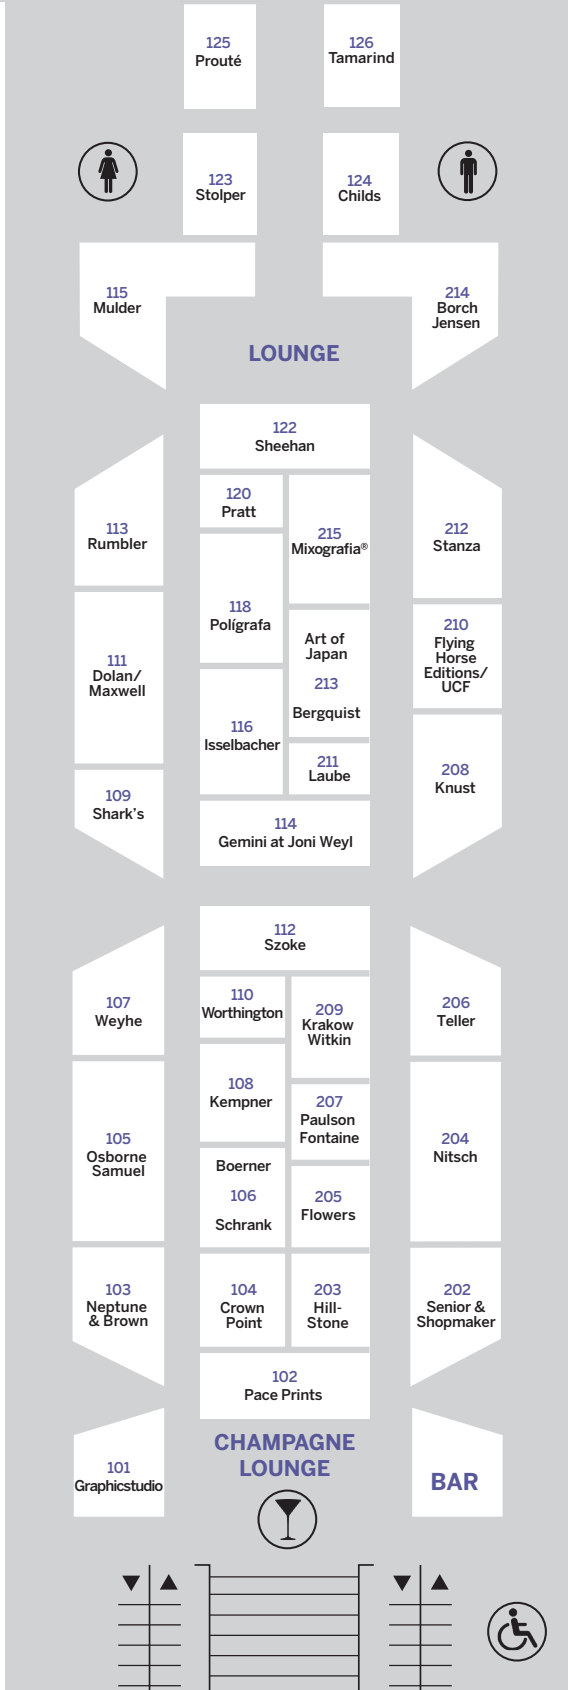 125
Prouté
126
Tamarind
123
Stolper
124
Childs
115
Mulder
214
Borch
Jensen
LOUNGE
122
Sheehan
120
Pratt
215
Mixografia®
113
Rumbler
212
Stanza
118
Polígrafa
Art of
Japan
213
Bergquist
210
Flying
Horse
Editions/
UCF
111
Dolan/
Maxwell
116
Isselbacher
211
Laube
208
Knust
109
Shark's
114
Gemini at Joni Weyl
112
Szoke
107
Weyhe
110
Worthington
209
Krakow
Witkin
206
Teller
108
Kempner
207
Paulson
Fontaine
105
Osborne
Samuel
204
Nitsch
Boerner
106
Schrank
205
Flowers
103
Neptune
& Brown
104
Crown
Point
203
Hill-
Stone
202
Senior &
Shopmaker
102
Pace Prints
CHAMPAGNE
LOUNGE
101
Graphicstudio
BAR